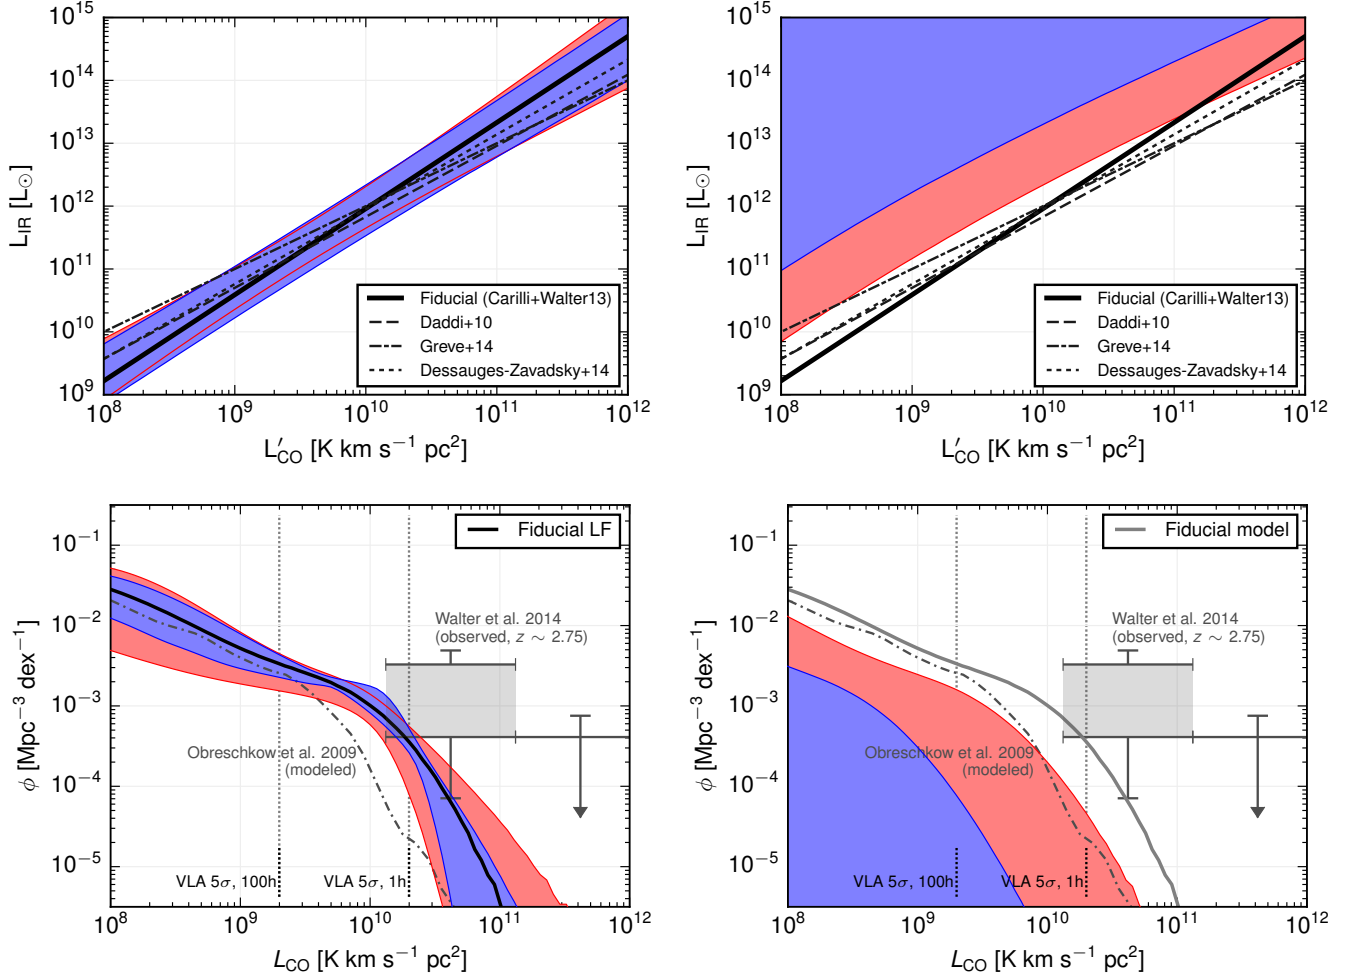 10^15
10^14
10^13
10^12
10^11
10^10
10^9
L_IR [L_⊙]
Fiducial (Carilli+Walter13)
Daddi+10
Greve+14
Dessauges-Zavadsky+14
10^8 10^9 10^10 10^11 10^12
L′_CO [K km s^−1 pc^2]
10^15
10^14
10^13
10^12
10^11
10^10
10^9
L_IR [L_⊙]
Fiducial (Carilli+Walter13)
Daddi+10
Greve+14
Dessauges-Zavadsky+14
10^8 10^9 10^10 10^11 10^12
L′_CO [K km s^−1 pc^2]
Fiducial LF
10^−1
10^−2
10^−3
10^−4
10^−5
ϕ [Mpc^−3 dex^−1]
Walter et al. 2014
(observed, z ∼ 2.75)
Obreschkow et al. 2009
(modeled)
VLA 5σ, 100h
VLA 5σ, 1h
10^8 10^9 10^10 10^11 10^12
L_CO [K km s^−1 pc^2]
Fiducial model
10^−1
10^−2
10^−3
10^−4
10^−5
ϕ [Mpc^−3 dex^−1]
Walter et al. 2014
(observed, z ∼ 2.75)
Obreschkow et al. 2009
(modeled)
VLA 5σ, 100h
VLA 5σ, 1h
10^8 10^9 10^10 10^11 10^12
L_CO [K km s^−1 pc^2]